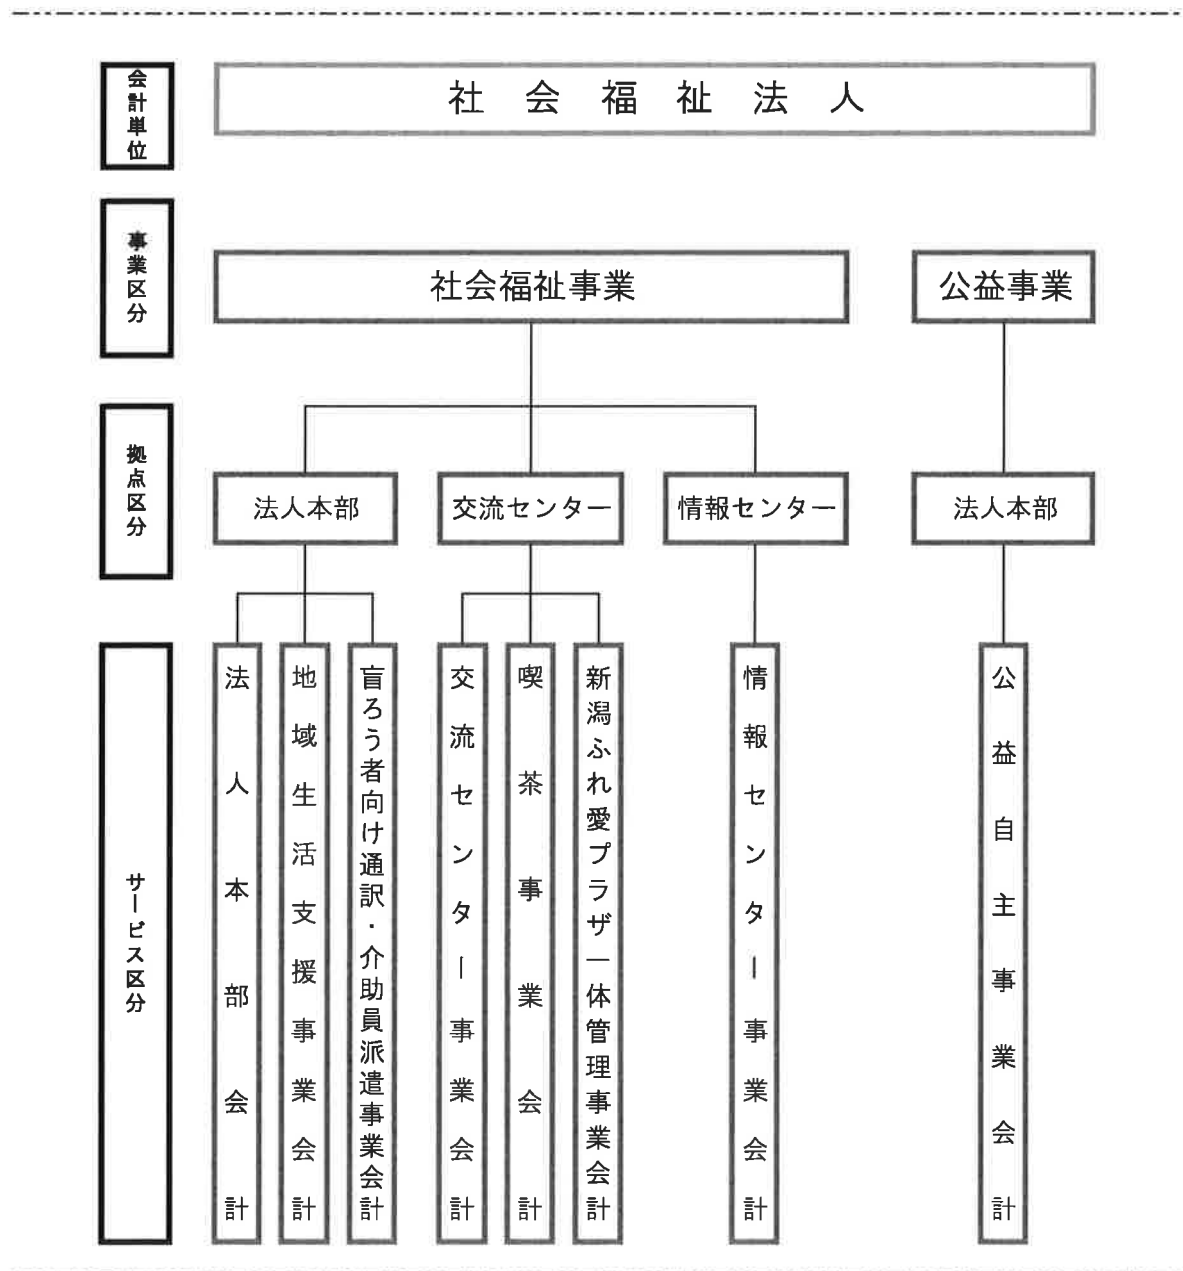 会計単位
社会福祉法人
事業区分
社会福祉事業
公益事業
拠点区分
法人本部
交流センター
情報センター
法人本部
サービス区分
法人本部会計
地域生活支援事業会計
盲ろう者向け通訳・介助員派遣事業会計
交流センター事業会計
喫茶事業会計
新潟ふれ愛プラザ一体管理事業会計
情報センター事業会計
公益自主事業会計